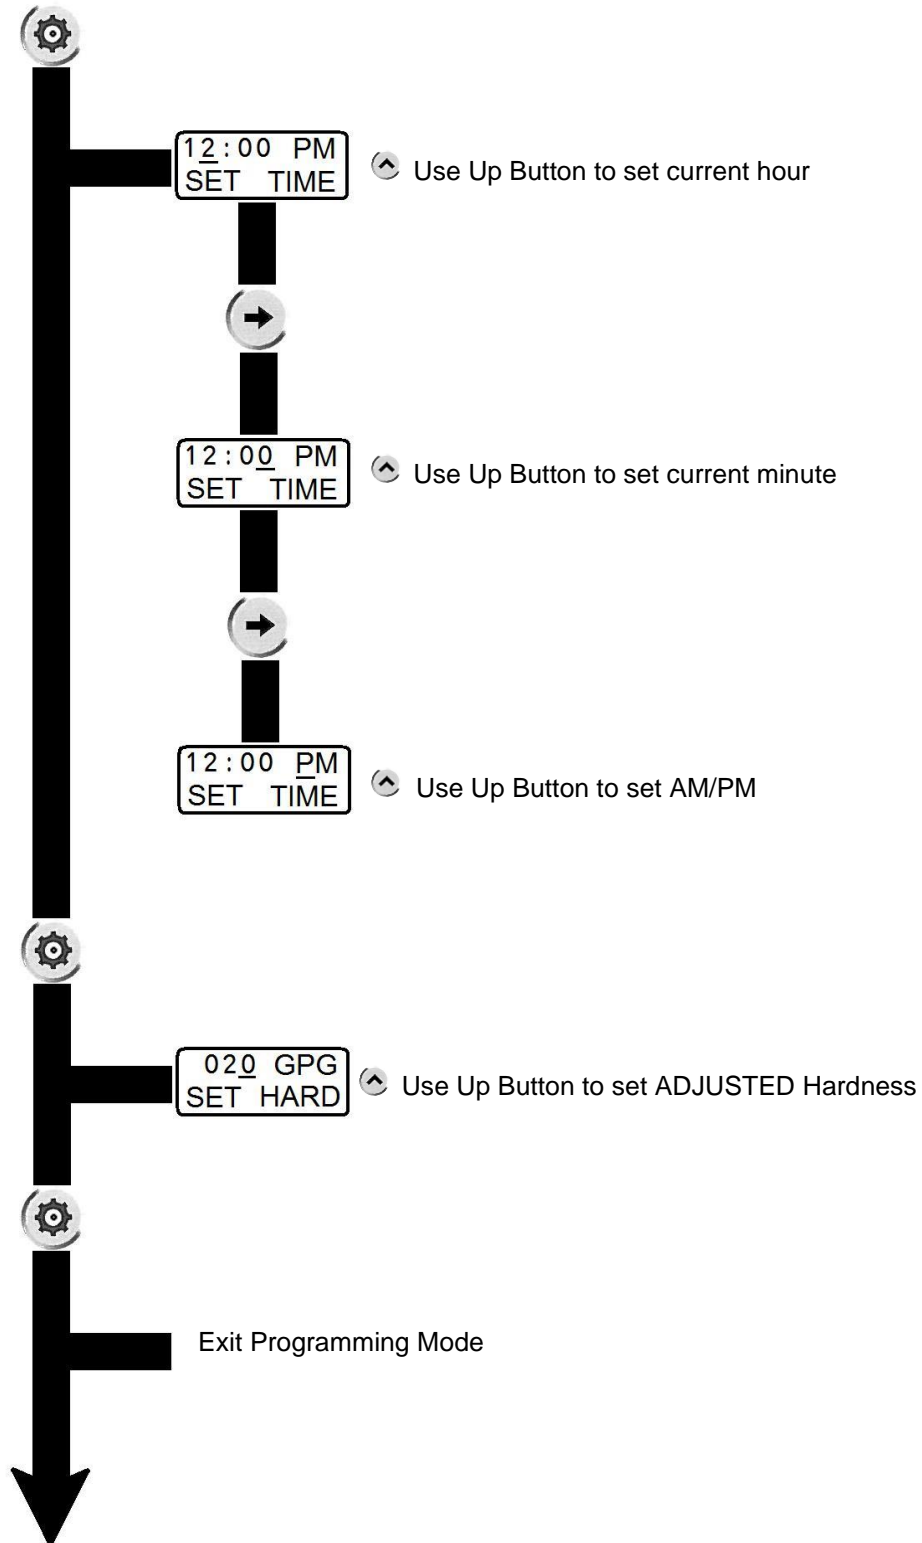 12:00 PM
SET TIME
Use Up Button to set current hour
12:00 PM
SET TIME
Use Up Button to set current minute
12:00 PM
SET TIME
Use Up Button to set AM/PM
020 GPG
SET HARD
Use Up Button to set ADJUSTED Hardness
Exit Programming Mode